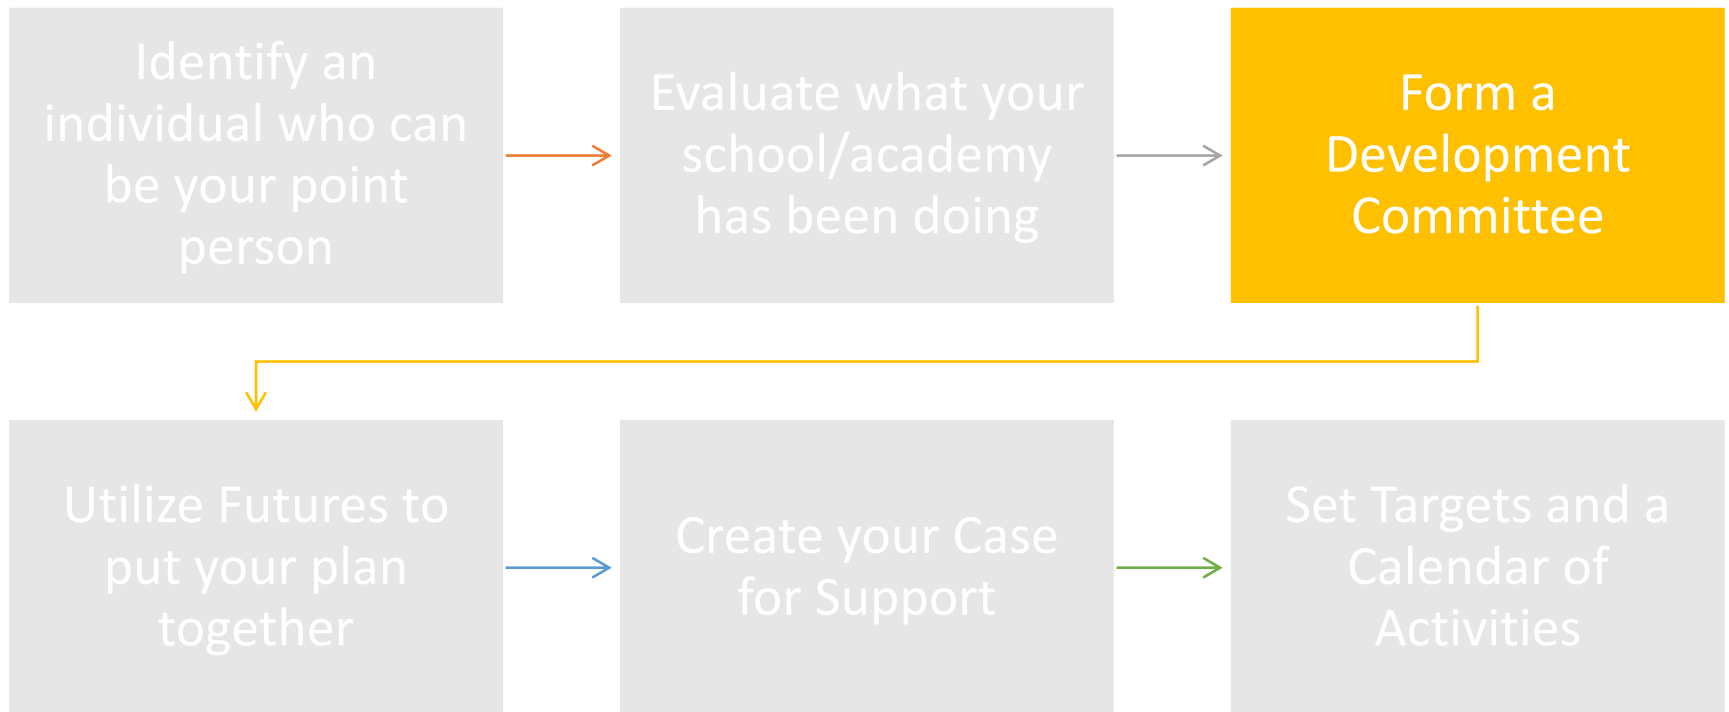 Identify an
individual who can
be your point
person
Evaluate what your
school/academy
has been doing
Form a
Development
Committee
Utilize Futures to
put your plan
together
Create your Case
for Support
Set Targets and a
Calendar of
Activities